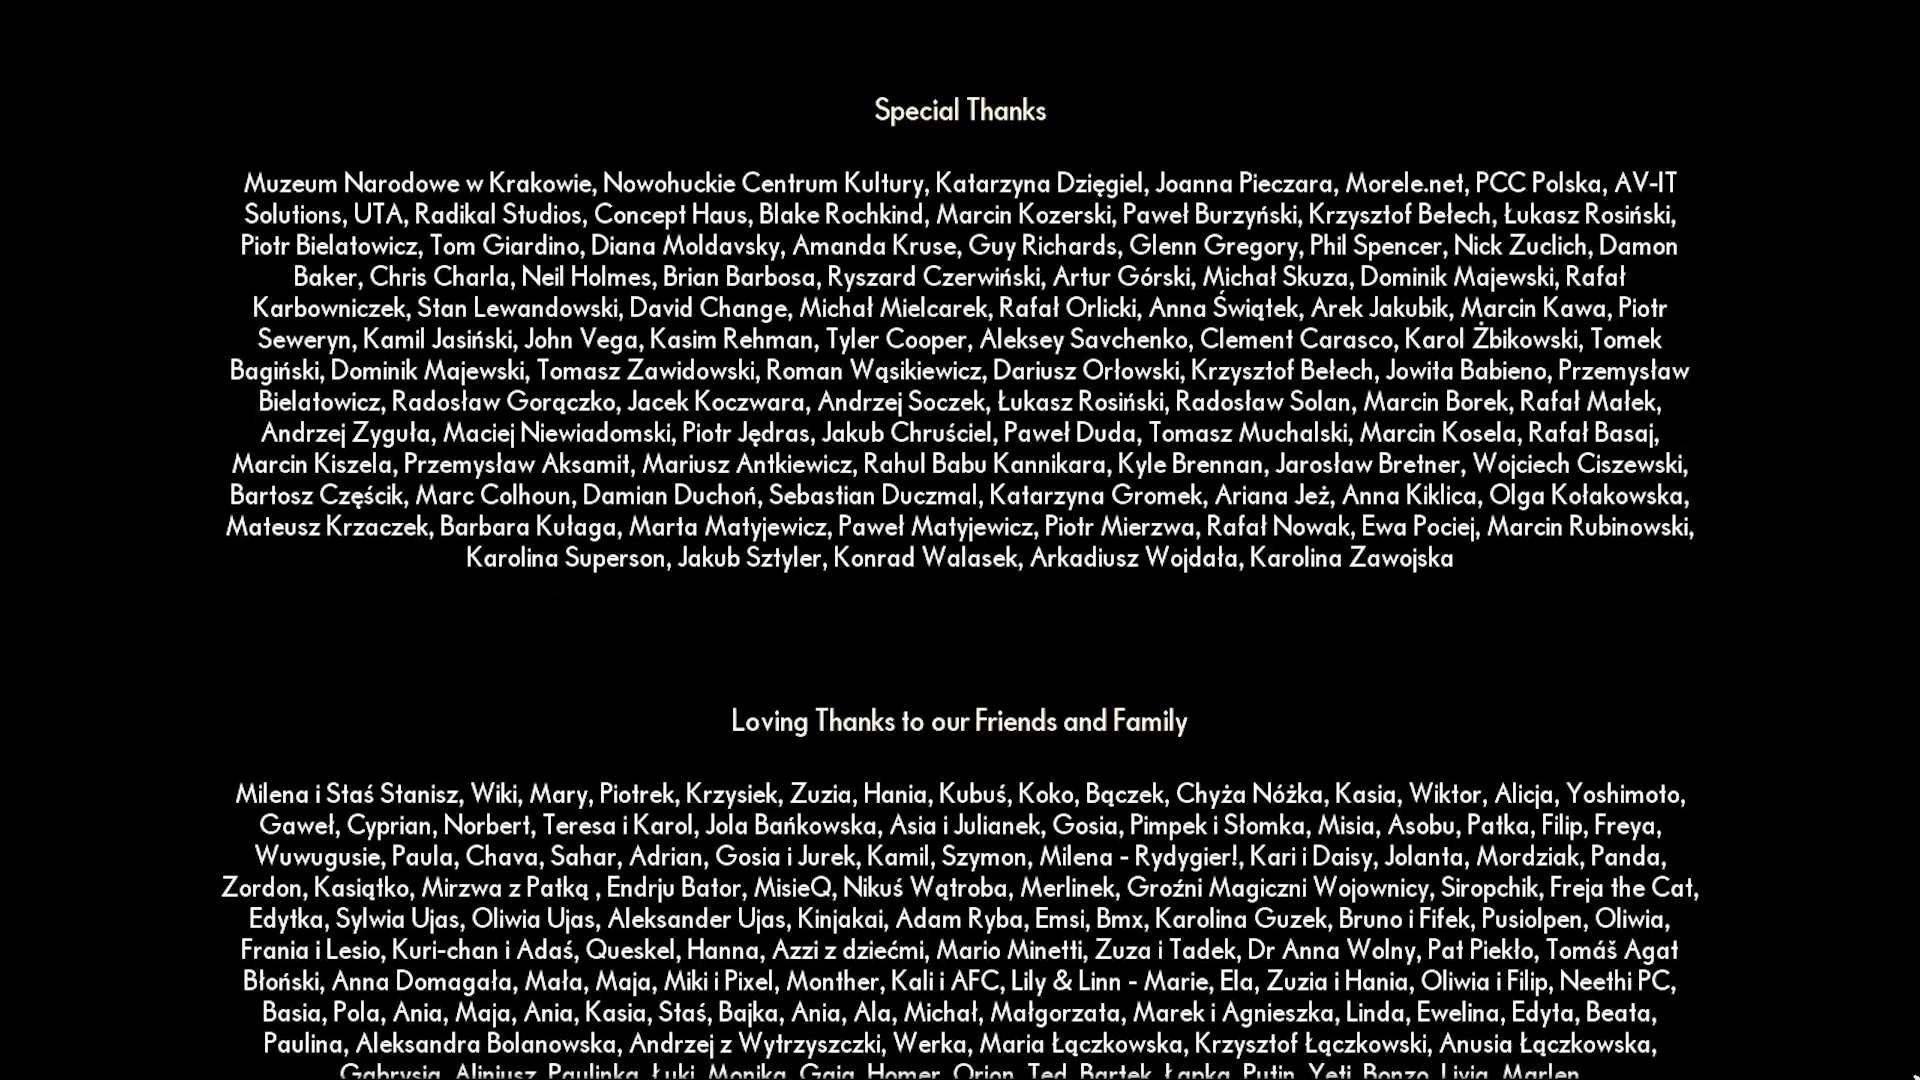 Special Thanks
Muzeum Narodowe w Krakowie, Nowohuckie Centrum Kultury, Katarzyna Dzięgiel, Joanna Pieczara, Morele.net, PCC Polska, AV-IT
Solutions, UTA, Radikal Studios, Concept Haus, Blake Rochkind, Marcin Kozerski, Paweł Burzyński, Krzysztof Bełech, Łukasz Rosiński,
Piotr Bielatowicz, Tom Giardino, Diana Moldavsky, Amanda Kruse, Guy Richards, Glenn Gregory, Phil Spencer, Nick Zuclich, Damon
Baker, Chris Charla, Neil Holmes, Brian Barbosa, Ryszard Czerwiński, Artur Górski, Michał Skuza, Dominik Majewski, Rafał
Karbowniczek, Stan Lewandowski, David Change, Michał Mielcarek, Rafał Orlicki, Anna Świątek, Arek Jakubik, Marcin Kawa, Piotr
Seweryn, Kamil Jasiński, John Vega, Kasim Rehman, Tyler Cooper, Aleksey Savchenko, Clement Carasco, Karol Żbikowski, Tomek
Bagiński, Dominik Majewski, Tomasz Zawidowski, Roman Wąsikiewicz, Dariusz Orłowski, Krzysztof Bełech, Jowita Babieno, Przemysław
Bielatowicz, Radosław Gorączko, Jacek Koczwara, Andrzej Soczek, Łukasz Rosiński, Radosław Solan, Marcin Borek, Rafał Małek,
Andrzej Zyguła, Maciej Niewiadomski, Piotr Jędras, Jakub Chruściel, Paweł Duda, Tomasz Muchalski, Marcin Kosela, Rafał Basaj,
Marcin Kiszela, Przemysław Aksamit, Mariusz Antkiewicz, Rahul Babu Kannikara, Kyle Brennan, Jarosław Bretner, Wojciech Ciszewski,
Bartosz Częścik, Marc Colhoun, Damian Duchoń, Sebastian Duczmal, Katarzyna Gromek, Ariana Jeż, Anna Kiklica, Olga Kołakowska,
Mateusz Krzaczek, Barbara Kułaga, Marta Matyjewicz, Paweł Matyjewicz, Piotr Mierzwa, Rafał Nowak, Ewa Pociej, Marcin Rubinowski,
Karolina Superson, Jakub Sztyler, Konrad Walasek, Arkadiusz Wojdała, Karolina Zawojska
Loving Thanks to our Friends and Family
Milena i Staś Stanisz, Wiki, Mary, Piotrek, Krzysiek, Zuzia, Hania, Kubuś, Koko, Bączek, Chyża Nóżka, Kasia, Wiktor, Alicja, Yoshimoto,
Gaweł, Cyprian, Norbert, Teresa i Karol, Jola Bańkowska, Asia i Julianek, Gosia, Pimpek i Słomka, Misia, Asobu, Patka, Filip, Freya,
Wuwugusie, Paula, Chava, Sahar, Adrian, Gosia i Jurek, Kamil, Szymon, Milena - Rydygier!, Kari i Daisy, Jolanta, Mordziak, Panda,
Zordon, Kasiątko, Mirzwa z Patką , Endrju Bator, MisieQ, Nikuś Wątroba, Merlinek, Groźni Magiczni Wojownicy, Siropchik, Freja the Cat,
Edytka, Sylwia Ujas, Oliwia Ujas, Aleksander Ujas, Kinjakai, Adam Ryba, Emsi, Bmx, Karolina Guzek, Bruno i Fifek, Pusiolpen, Oliwia,
Frania i Lesio, Kuri-chan i Adaś, Queskel, Hanna, Azzi z dziećmi, Mario Minetti, Zuza i Tadek, Dr Anna Wolny, Pat Piekło, Tomáš Agat
Błoński, Anna Domagała, Mała, Maja, Miki i Pixel, Monther, Kali i AFC, Lily & Linn - Marie, Ela, Zuzia i Hania, Oliwia i Filip, Neethi PC,
Basia, Pola, Ania, Maja, Ania, Kasia, Staś, Bajka, Ania, Ala, Michał, Małgorzata, Marek i Agnieszka, Linda, Ewelina, Edyta, Beata,
Paulina, Aleksandra Bolanowska, Andrzej z Wytrzyszczki, Werka, Maria Łączkowska, Krzysztof Łączkowski, Anusia Łączkowska,
Gabrysia, Aliniusz, Paulinka, Łuki, Monika, Gaja, Homer, Orion, Ted, Bartek, Łapka, Putin, Yeti, Bonzo, Livia, Marlen